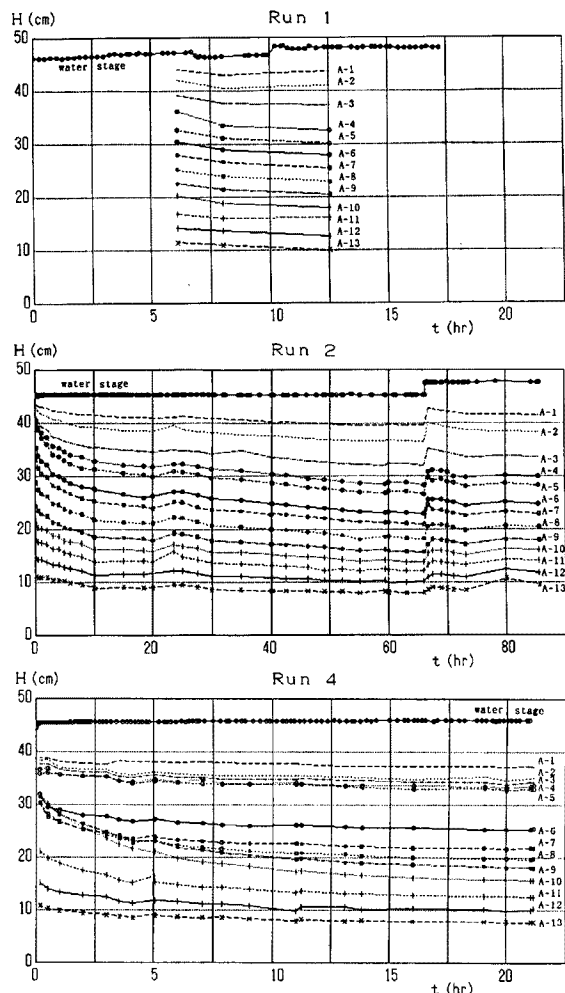 H (cm) Run 1
50
40
30
20
10
0
water stage
A-1
A-2
A-3
A-4
A-5
A-6
A-7
A-8
A-9
A-10
A-11
A-12
A-13
0 5 10 15 20
t (hr)
H (cm) Run 2
50
40
30
20
10
0
water stage
A-1
A-2
A-3
A-4
A-5
A-6
A-7
A-8
A-9
A-10
A-11
A-12
A-13
0 20 40 60 80
t (hr)
H (cm) Run 4
50
40
30
20
10
0
water stage
A-1
A-2
A-3
A-4
A-5
A-6
A-7
A-8
A-9
A-10
A-11
A-12
A-13
0 5 10 15 20
t (hr)